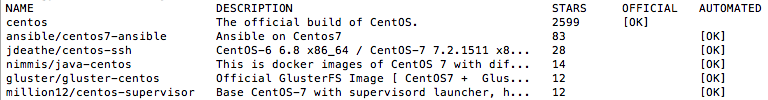 NAME DESCRIPTION STARS OFFICIAL AUTOMATED
centos The official build of CentOS. 2599 [OK]
ansible/centos7-ansible Ansible on Centos7 83 [OK]
jdeathe/centos-ssh CentOS-6 6.8 x86_64 / CentOS-7 7.2.1511 x8... 28 [OK]
nimmis/java-centos This is docker images of CentOS 7 with dif... 14 [OK]
gluster/gluster-centos Official GlusterFS Image [ CentOS7 + Glus... 12 [OK]
million12/centos-supervisor Base CentOS-7 with supervisord launcher, h... 12 [OK]